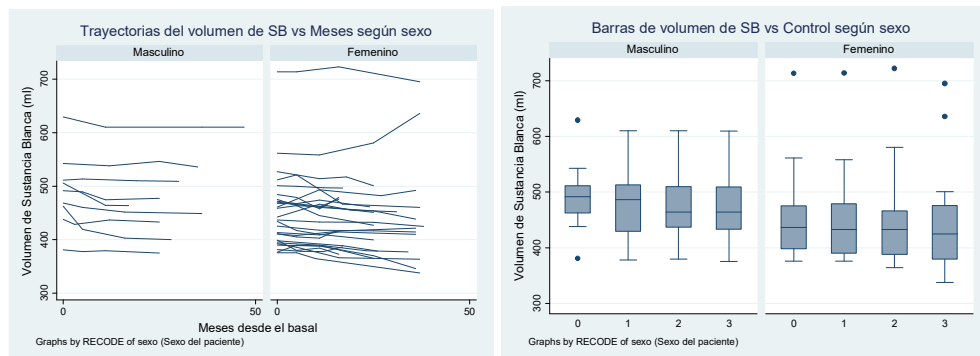 Trayectorias del volumen de SB vs Meses según sexo
Masculino
Femenino
Volumen de Sustancia Blanca (ml)
700
600
500
400
300
0
50
0
50
Meses desde el basal
Graphs by RECODE of sexo (Sexo del paciente)
Barras de volumen de SB vs Control según sexo
Masculino
Femenino
Volumen de Sustancia Blanca (ml)
700
600
500
400
300
0
1
2
3
0
1
2
3
Graphs by RECODE of sexo (Sexo del paciente)